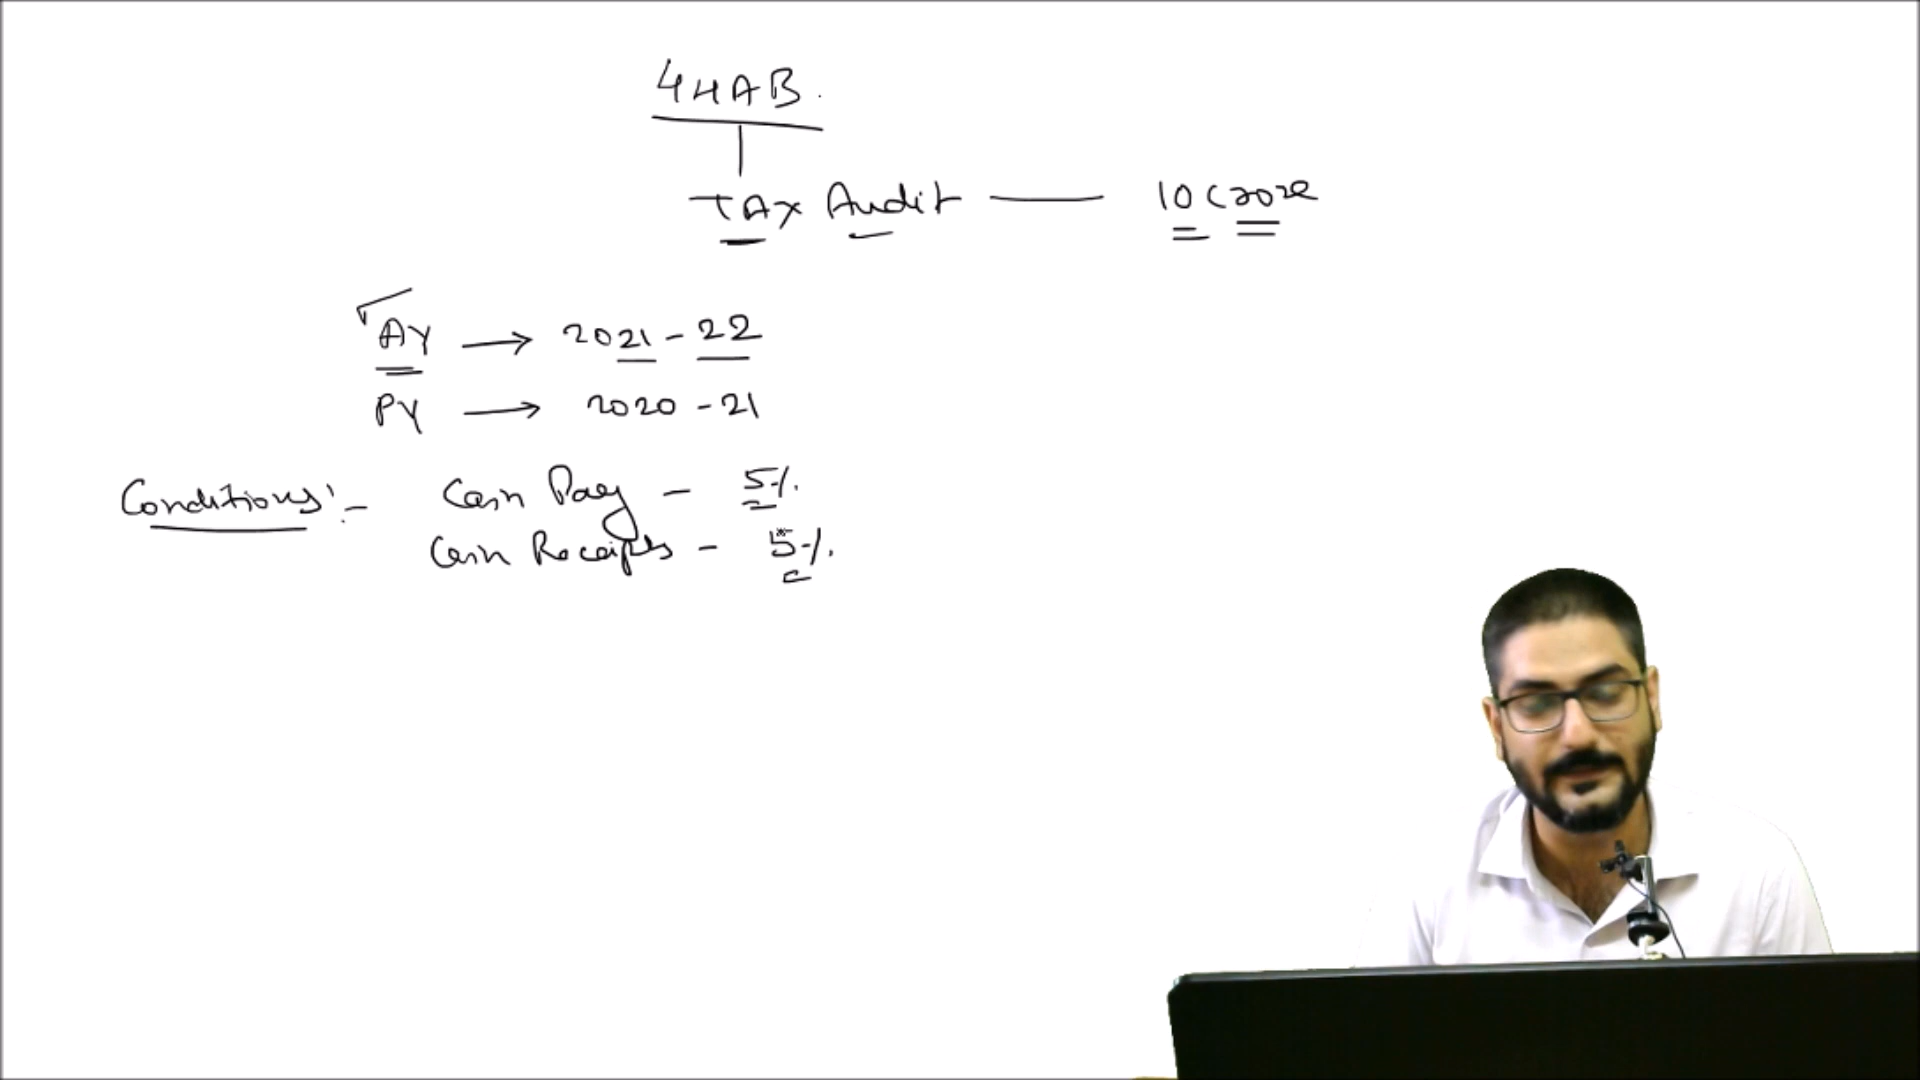 44AB.
TAX Audit — 10 Crore
AY → 2021-22
PY → 2020-21
Conditions:- Cash Pay - 5%.
Cash Receipts - 5%.